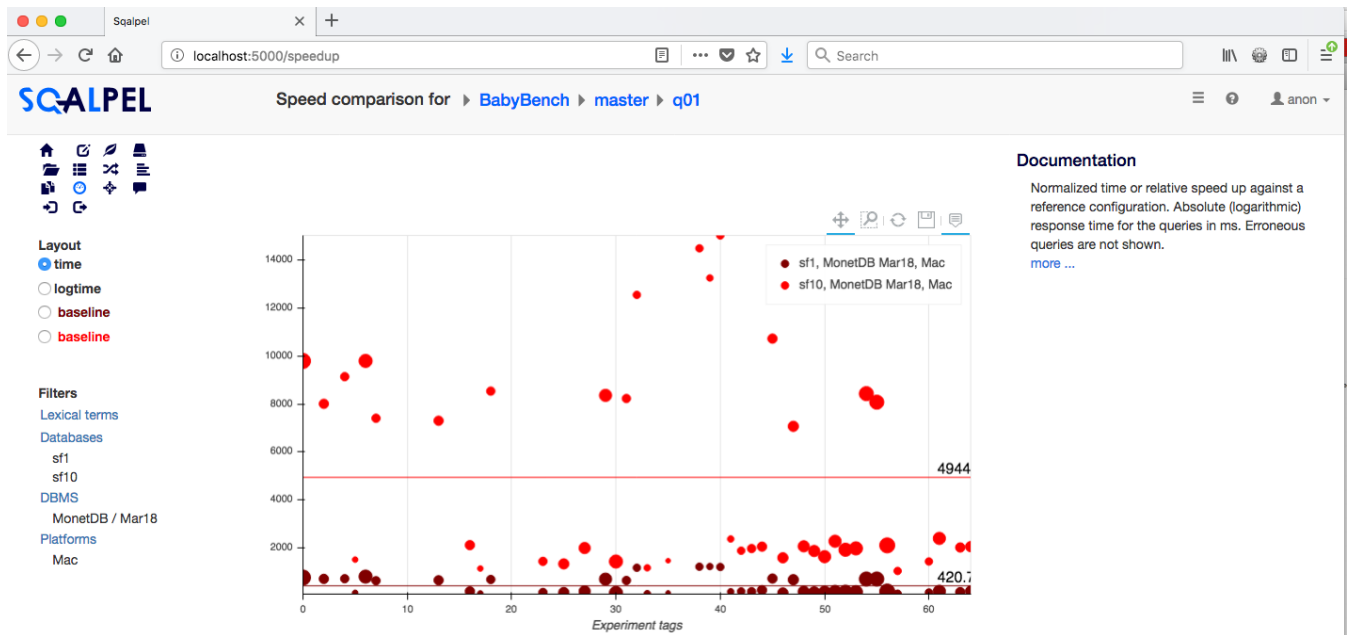 Sqalpel
localhost:5000/speedup
Search
SQALPEL
Speed comparison for BabyBench master q01
anon
Layout
time
logtime
baseline
baseline
Filters
Lexical terms
Databases
sf1
sf10
DBMS
MonetDB / Mar18
Platforms
Mac
sf1, MonetDB Mar18, Mac
sf10, MonetDB Mar18, Mac
14000
12000
10000
8000
6000
4000
2000
4944
420.7
0 10 20 30 40 50 60
Experiment tags
Documentation
Normalized time or relative speed up against a
reference configuration. Absolute (logarithmic)
response time for the queries in ms. Erroneous
queries are not shown.
more ...